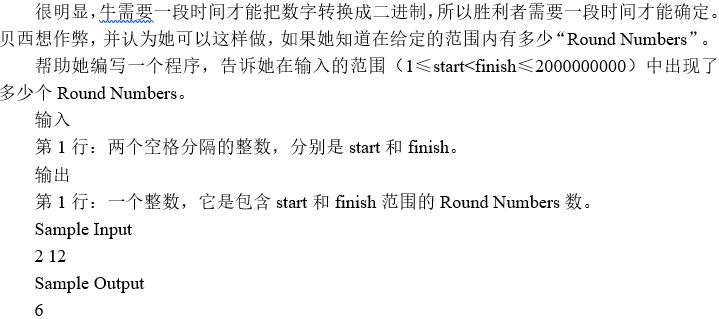 很明显，牛需要一段时间才能把数字转换成二进制，所以胜利者需要一段时间才能确定。
贝西想作弊，并认为她可以这样做，如果她知道在给定的范围内有多少“Round Numbers”。
帮助她编写一个程序，告诉她在输入的范围（1≤start<finish≤2000000000）中出现了
多少个 Round Numbers。
输入
第 1 行：两个空格分隔的整数，分别是 start 和 finish。
输出
第 1 行：一个整数，它是包含 start 和 finish 范围的 Round Numbers 数。
Sample Input
2 12
Sample Output
6